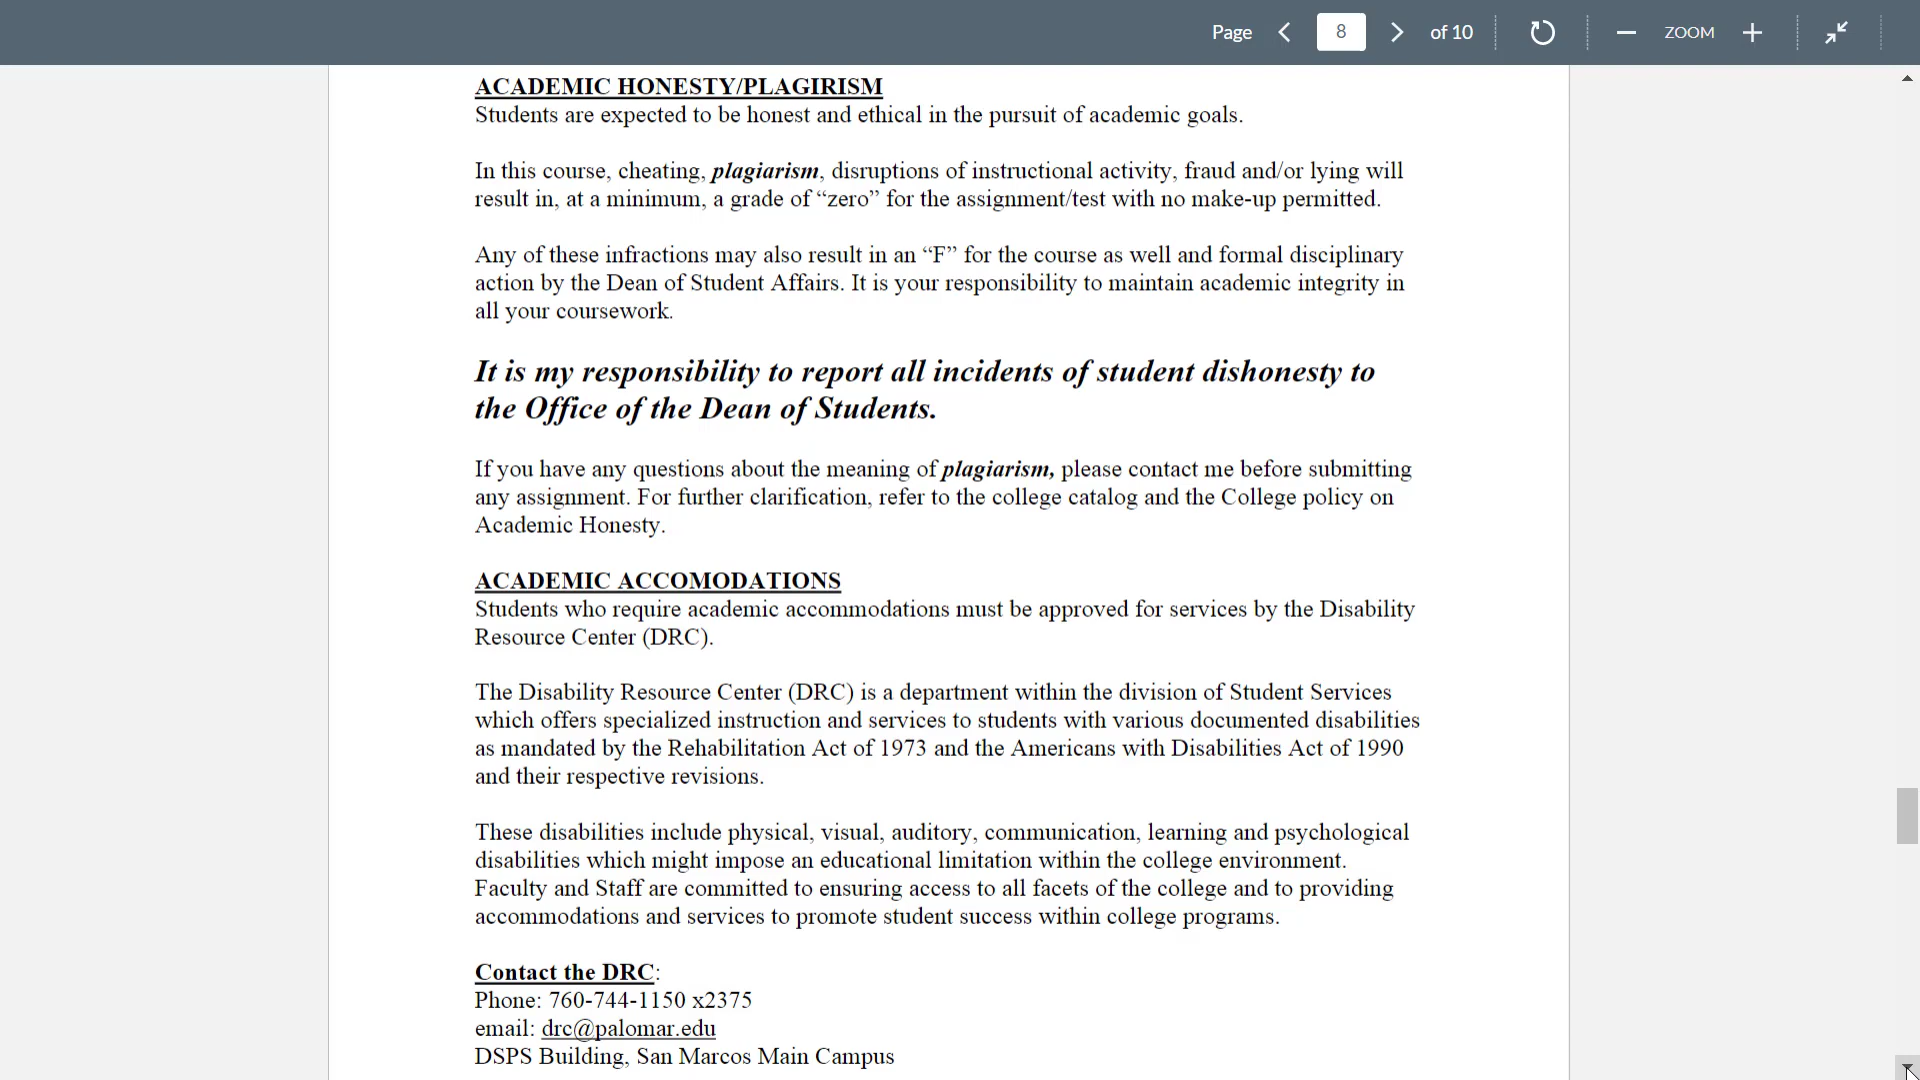 Page 8 of 10 ZOOM
ACADEMIC HONESTY/PLAGIRISM
Students are expected to be honest and ethical in the pursuit of academic goals.
In this course, cheating, plagiarism, disruptions of instructional activity, fraud and/or lying will
result in, at a minimum, a grade of “zero” for the assignment/test with no make-up permitted.
Any of these infractions may also result in an “F” for the course as well and formal disciplinary
action by the Dean of Student Affairs. It is your responsibility to maintain academic integrity in
all your coursework.
It is my responsibility to report all incidents of student dishonesty to
the Office of the Dean of Students.
If you have any questions about the meaning of plagiarism, please contact me before submitting
any assignment. For further clarification, refer to the college catalog and the College policy on
Academic Honesty.
ACADEMIC ACCOMODATIONS
Students who require academic accommodations must be approved for services by the Disability
Resource Center (DRC).
The Disability Resource Center (DRC) is a department within the division of Student Services
which offers specialized instruction and services to students with various documented disabilities
as mandated by the Rehabilitation Act of 1973 and the Americans with Disabilities Act of 1990
and their respective revisions.
These disabilities include physical, visual, auditory, communication, learning and psychological
disabilities which might impose an educational limitation within the college environment.
Faculty and Staff are committed to ensuring access to all facets of the college and to providing
accommodations and services to promote student success within college programs.
Contact the DRC:
Phone: 760-744-1150 x2375
email: drc@palomar.edu
DSPS Building, San Marcos Main Campus